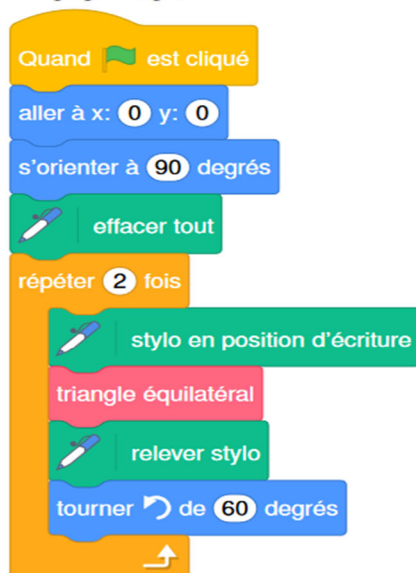 Quand est cliqué
aller à x: 0 y: 0
s'orienter à 90 degrés
effacer tout
répéter 2 fois
stylo en position d'écriture
triangle équilatéral
relever stylo
tourner de 60 degrés